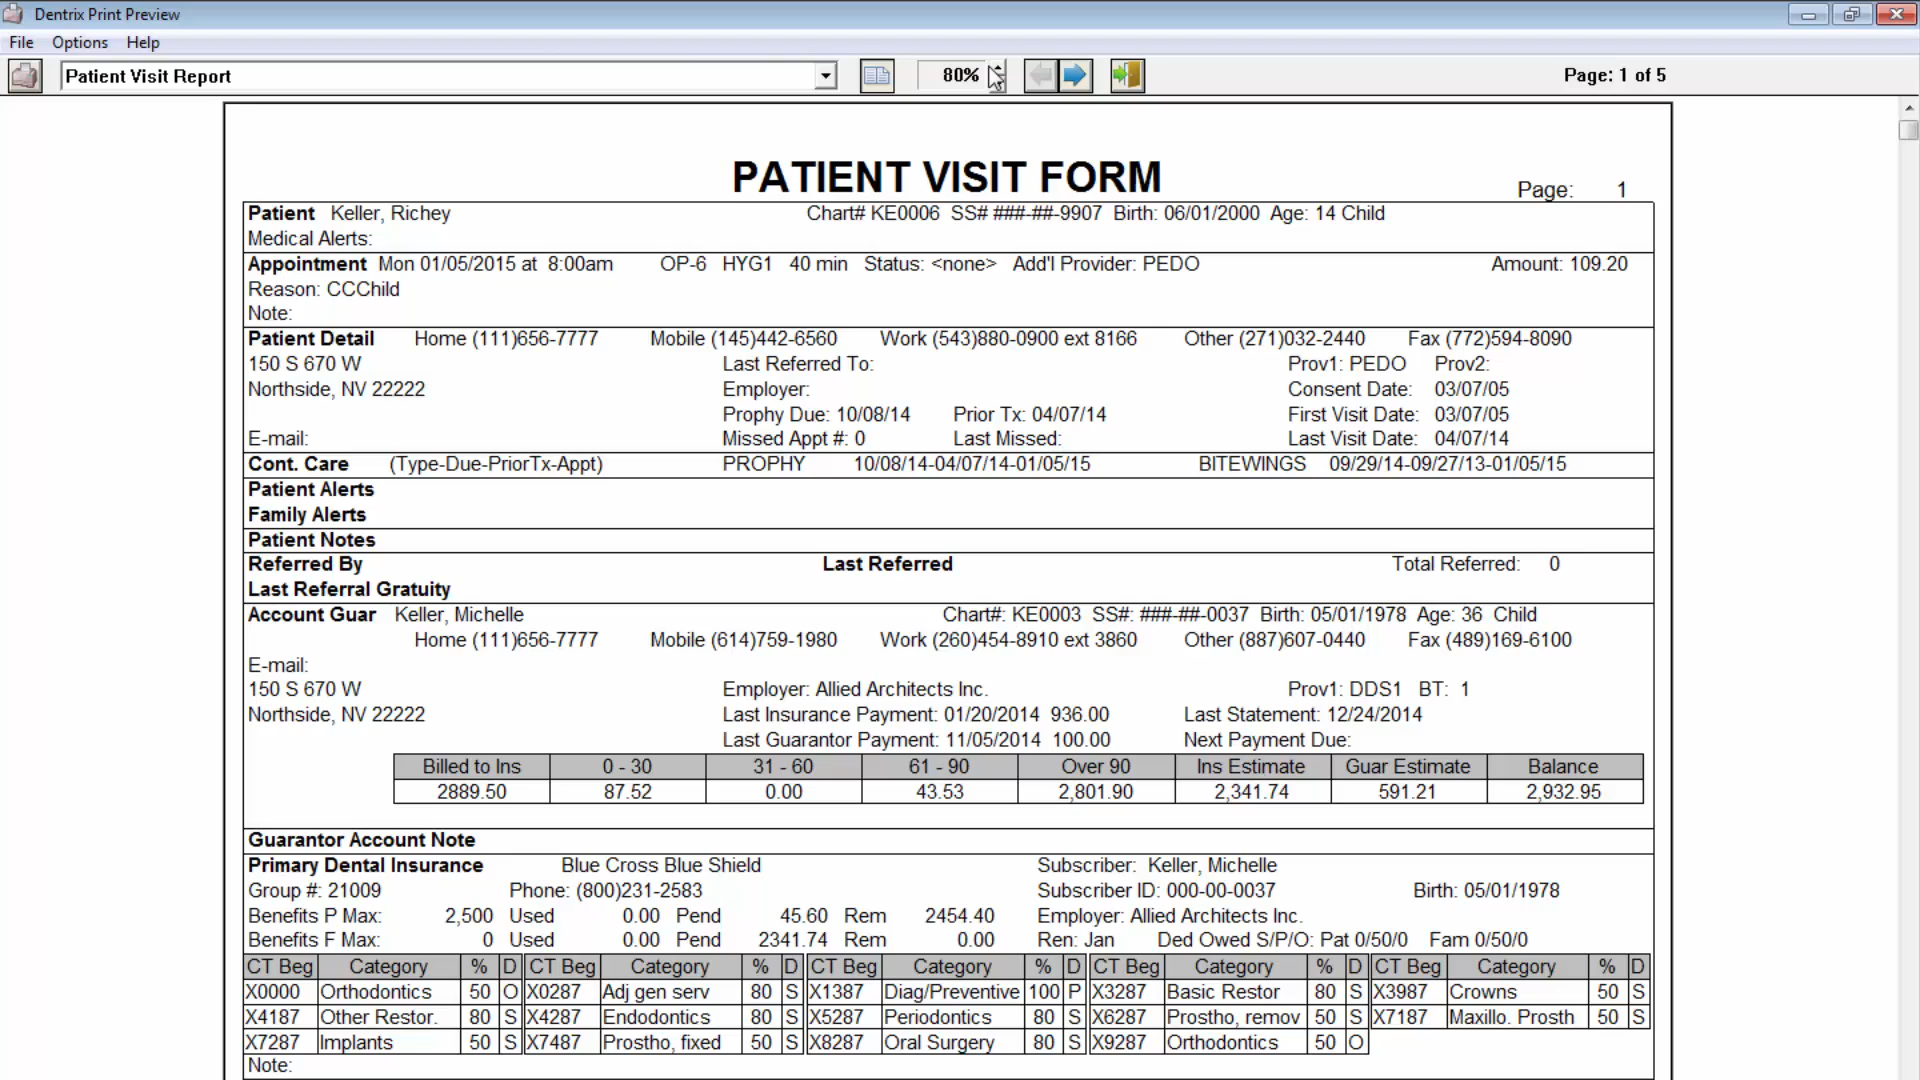 Dentrix Print Preview
File Options Help
Patient Visit Report 80% Page: 1 of 5
PATIENT VISIT FORM
Page: 1
Patient Keller, Richey Chart# KE0006 SS# ###-##-9907 Birth: 06/01/2000 Age: 14 Child
Medical Alerts:
Appointment Mon 01/05/2015 at 8:00am OP-6 HYG1 40 min Status: <none> Add'l Provider: PEDO Amount: 109.20
Reason: CCChild
Note:
Patient Detail Home (111)656-7777 Mobile (145)442-6560 Work (543)880-0900 ext 8166 Other (271)032-2440 Fax (772)594-8090
150 S 670 W Last Referred To: Prov1: PEDO Prov2:
Northside, NV 22222 Employer: Consent Date: 03/07/05
Prophy Due: 10/08/14 Prior Tx: 04/07/14 First Visit Date: 03/07/05
E-mail: Missed Appt #: 0 Last Missed: Last Visit Date: 04/07/14
Cont. Care (Type-Due-PriorTx-Appt) PROPHY 10/08/14-04/07/14-01/05/15 BITEWINGS 09/29/14-09/27/13-01/05/15
Patient Alerts
Family Alerts
Patient Notes
Referred By Last Referred Total Referred: 0
Last Referral Gratuity
Account Guar Keller, Michelle Chart#: KE0003 SS#: ###-##-0037 Birth: 05/01/1978 Age: 36 Child
Home (111)656-7777 Mobile (614)759-1980 Work (260)454-8910 ext 3860 Other (887)607-0440 Fax (489)169-6100
E-mail:
150 S 670 W Employer: Allied Architects Inc. Prov1: DDS1 BT: 1
Northside, NV 22222 Last Insurance Payment: 01/20/2014 936.00 Last Statement: 12/24/2014
Last Guarantor Payment: 11/05/2014 100.00 Next Payment Due:
Billed to Ins 0 - 30 31 - 60 61 - 90 Over 90 Ins Estimate Guar Estimate Balance
2889.50 87.52 0.00 43.53 2,801.90 2,341.74 591.21 2,932.95
Guarantor Account Note
Primary Dental Insurance Blue Cross Blue Shield Subscriber: Keller, Michelle
Group #: 21009 Phone: (800)231-2583 Subscriber ID: 000-00-0037 Birth: 05/01/1978
Benefits P Max: 2,500 Used 0.00 Pend 45.60 Rem 2454.40 Employer: Allied Architects Inc.
Benefits F Max: 0 Used 0.00 Pend 2341.74 Rem 0.00 Ren: Jan Ded Owed S/P/O: Pat 0/50/0 Fam 0/50/0
CT Beg Category % D CT Beg Category % D CT Beg Category % D CT Beg Category % D CT Beg Category % D
X0000 Orthodontics 50 O X0287 Adj gen serv 80 S X1387 Diag/Preventive 100 P X3287 Basic Restor 80 S X3987 Crowns 50 S
X4187 Other Restor. 80 S X4287 Endodontics 80 S X5287 Periodontics 80 S X6287 Prostho, remov 50 S X7187 Maxillo. Prosth 50 S
X7287 Implants 50 S X7487 Prostho, fixed 50 S X8287 Oral Surgery 80 S X9287 Orthodontics 50 O
Note: